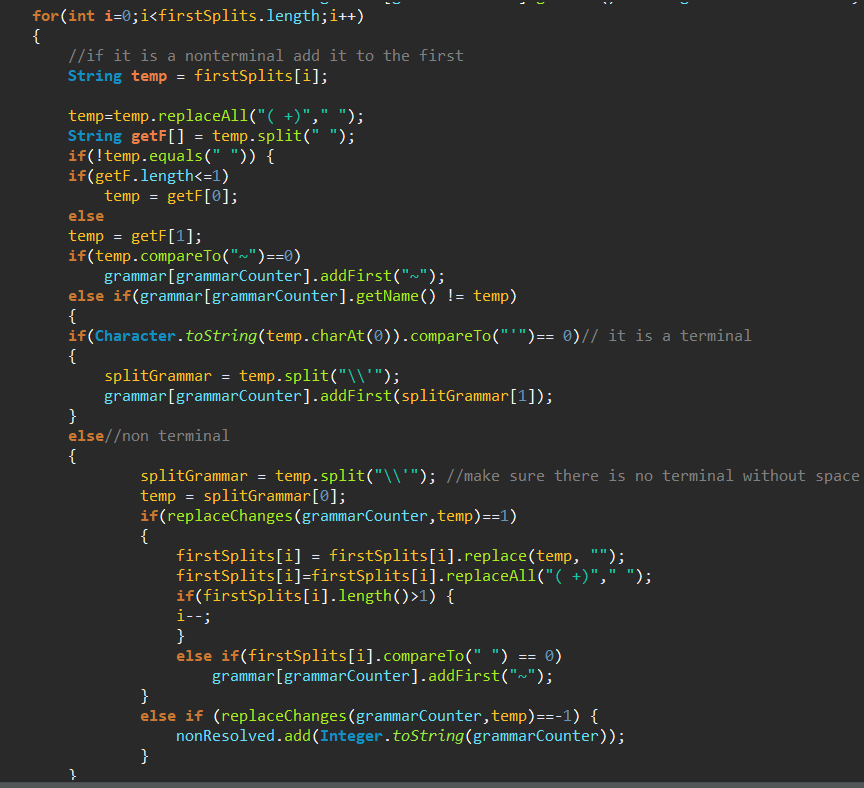 for(int i=0;i<firstSplits.length;i++)
{
//if it is a nonterminal add it to the first
String temp = firstSplits[i];
temp=temp.replaceAll("( +)"," ");
String getF[] = temp.split(" ");
if(!temp.equals(" ")) {
if(getF.length<=1)
temp = getF[0];
else
temp = getF[1];
if(temp.compareTo("~")==0)
grammar[grammarCounter].addFirst("~");
else if(grammar[grammarCounter].getName() != temp)
{
if(Character.toString(temp.charAt(0)).compareTo("'")== 0)// it is a terminal
{
splitGrammar = temp.split("\\'");
grammar[grammarCounter].addFirst(splitGrammar[1]);
}
else//non terminal
{
splitGrammar = temp.split("\\'"); //make sure there is no terminal without space
temp = splitGrammar[0];
if(replaceChanges(grammarCounter,temp)==1)
{
firstSplits[i] = firstSplits[i].replace(temp, "");
firstSplits[i]=firstSplits[i].replaceAll("( +)"," ");
if(firstSplits[i].length()>1) {
i--;
}
else if(firstSplits[i].compareTo(" ") == 0)
grammar[grammarCounter].addFirst("~");
}
else if (replaceChanges(grammarCounter,temp)==-1) {
nonResolved.add(Integer.toString(grammarCounter));
}
}